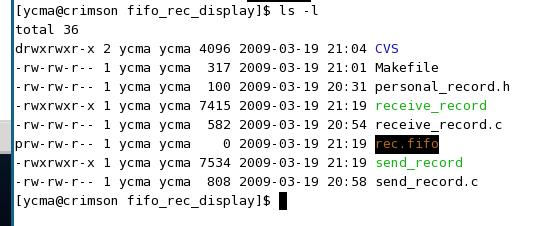 [ycma@crimson fifo_rec_display]$ ls -l
total 36
drwxrwxr-x 2 ycma ycma 4096 2009-03-19 21:04 CVS
-rw-rw-r-- 1 ycma ycma  317 2009-03-19 21:01 Makefile
-rw-rw-r-- 1 ycma ycma  100 2009-03-19 20:31 personal_record.h
-rwxrwxr-x 1 ycma ycma 7415 2009-03-19 21:19 receive_record
-rw-rw-r-- 1 ycma ycma  582 2009-03-19 20:54 receive_record.c
prw-rw-r-- 1 ycma ycma    0 2009-03-19 21:19 rec.fifo
-rwxrwxr-x 1 ycma ycma 7534 2009-03-19 21:19 send_record
-rw-rw-r-- 1 ycma ycma  808 2009-03-19 20:58 send_record.c
[ycma@crimson fifo_rec_display]$